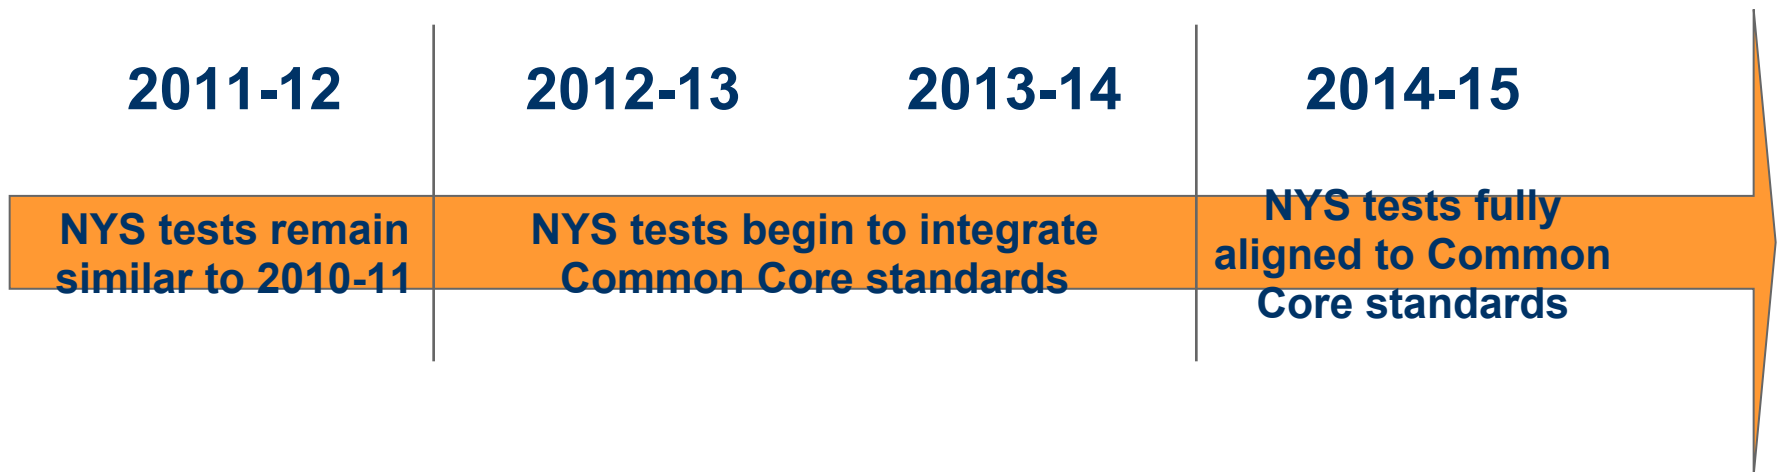 2011-12
2012-13
2013-14
2014-15
NYS tests remain
similar to 2010-11
NYS tests begin to integrate
Common Core standards
NYS tests fully
aligned to Common
Core standards